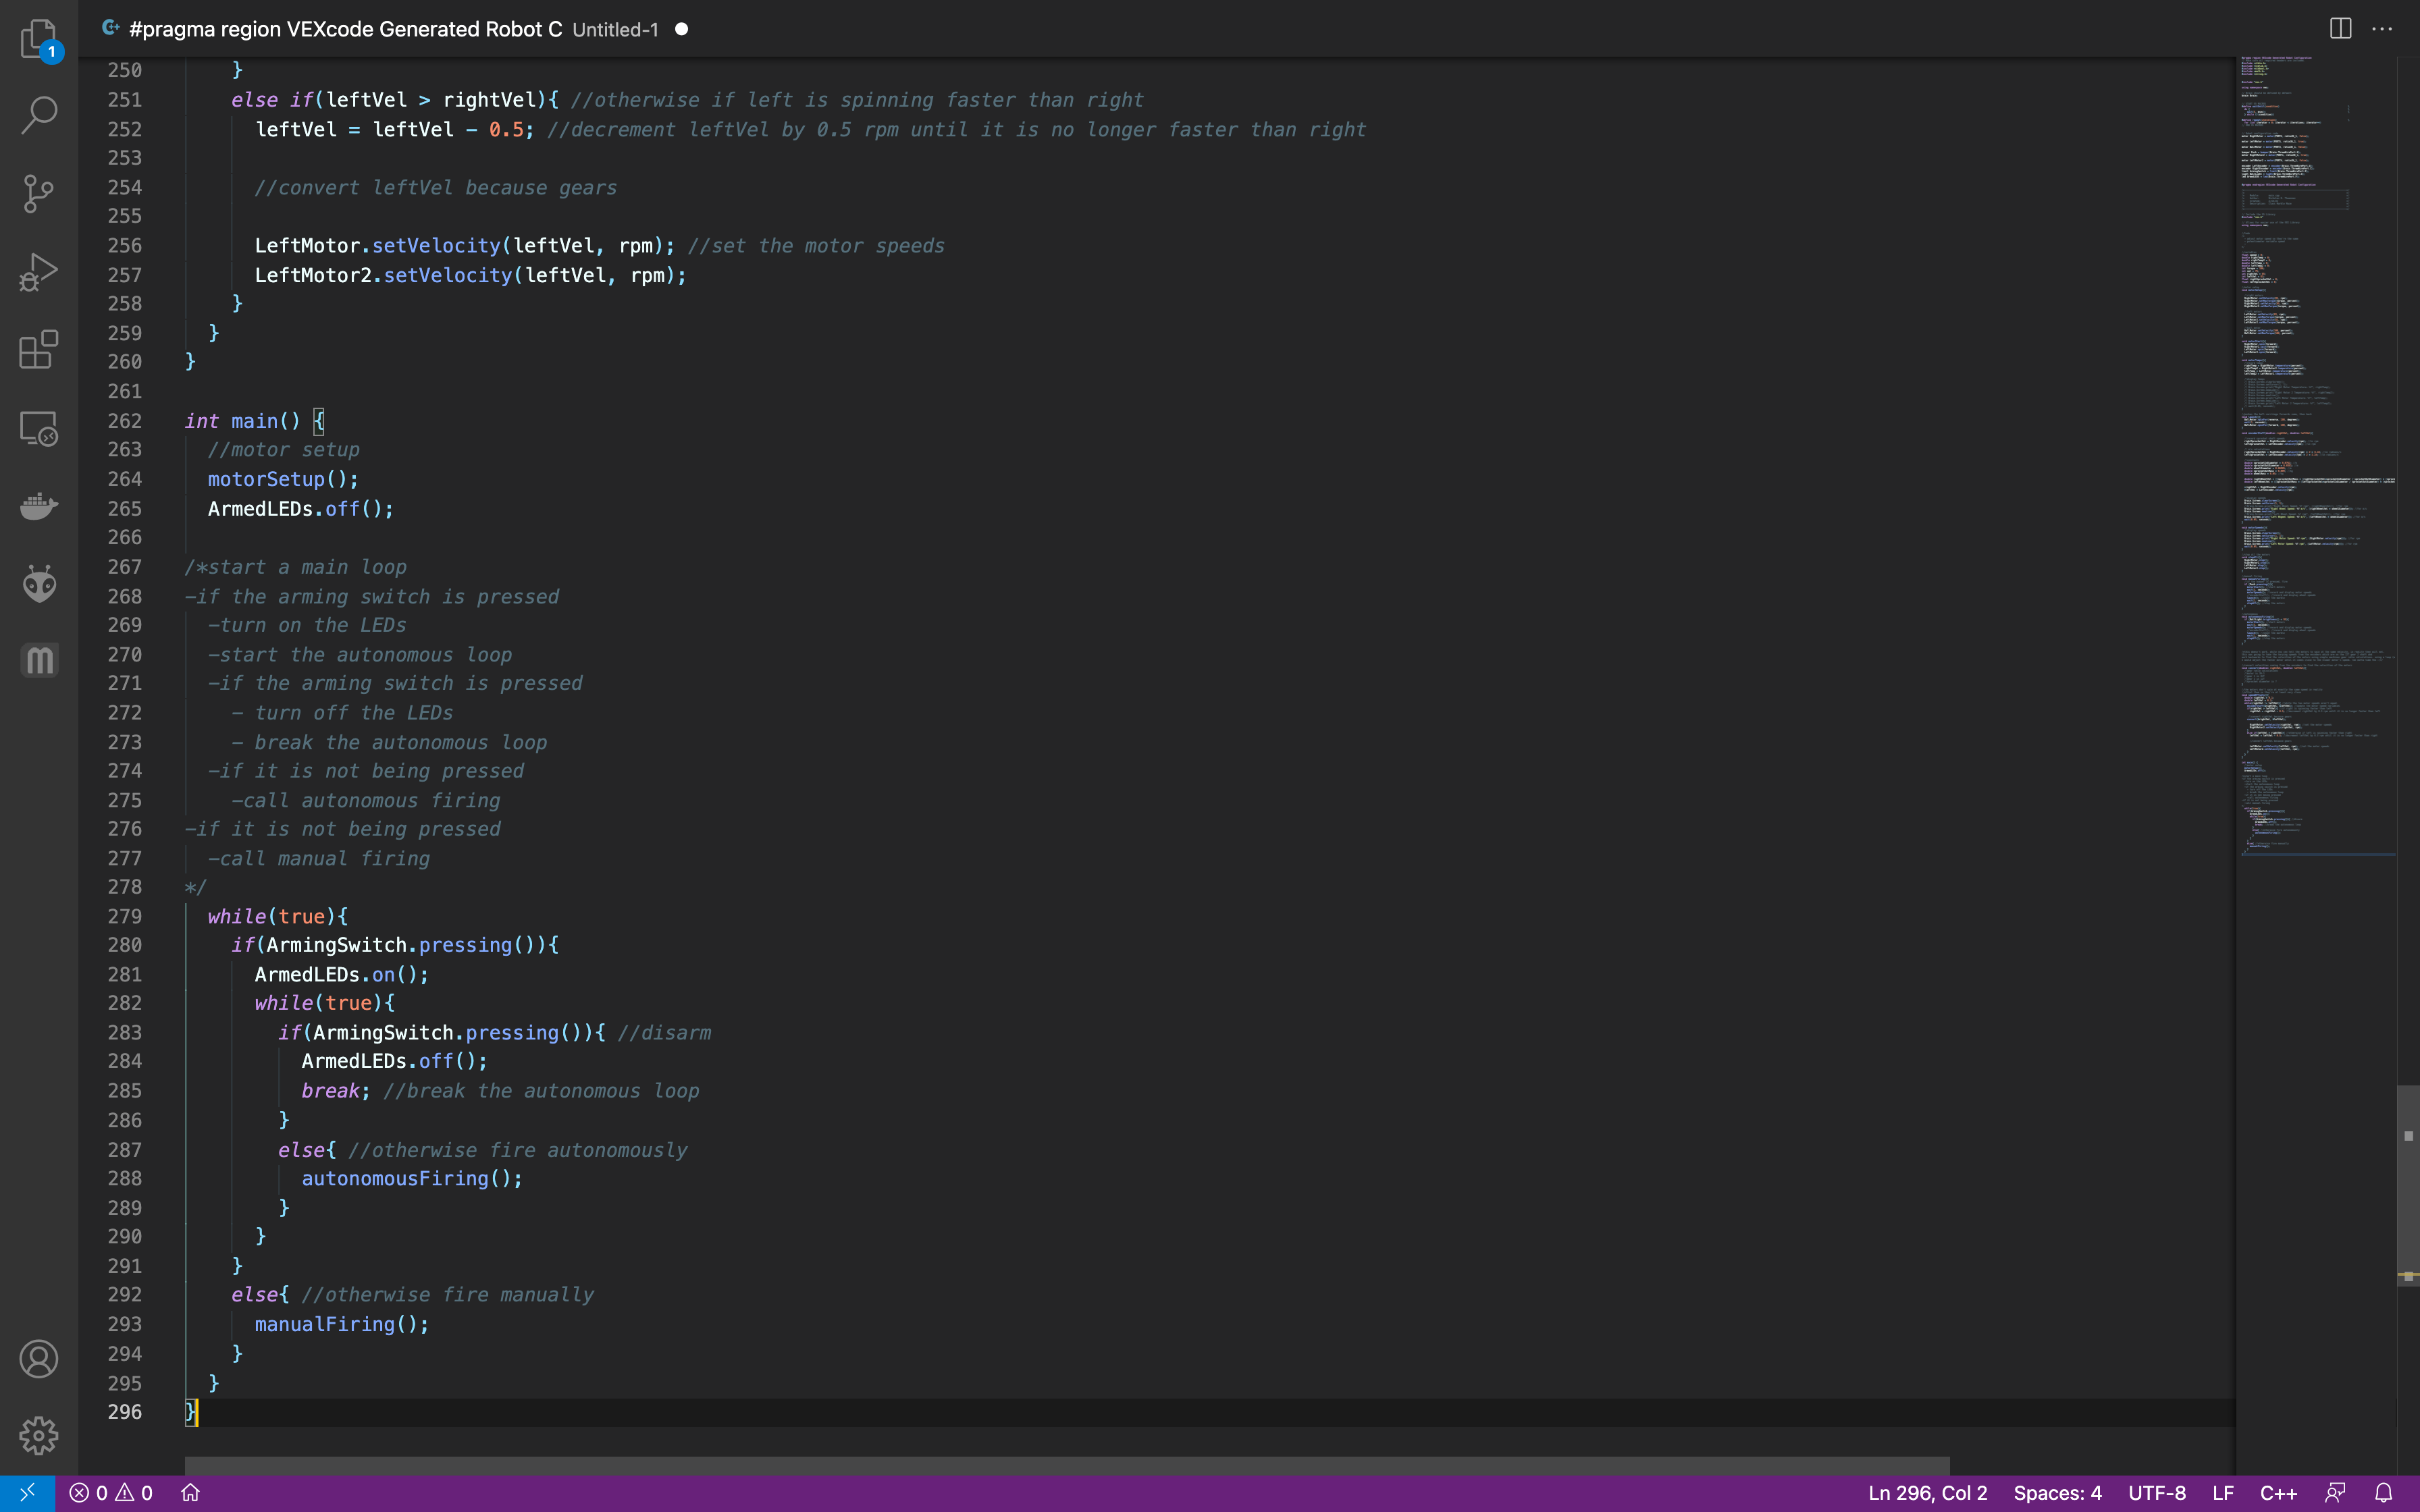 #pragma region VEXcode Generated Robot C Untitled-1
1
250 }
251 else if(leftVel > rightVel){ //otherwise if left is spinning faster than right
252 leftVel = leftVel - 0.5; //decrement leftVel by 0.5 rpm until it is no longer faster than right
253
254 //convert leftVel because gears
255
256 LeftMotor.setVelocity(leftVel, rpm); //set the motor speeds
257 LeftMotor2.setVelocity(leftVel, rpm);
258 }
259 }
260 }
261
262 int main() {
263 //motor setup
264 motorSetup();
265 ArmedLEDs.off();
266
267 /*start a main loop
268 -if the arming switch is pressed
269 -turn on the LEDs
270 -start the autonomous loop
271 -if the arming switch is pressed
272 - turn off the LEDs
273 - break the autonomous loop
274 -if it is not being pressed
275 -call autonomous firing
276 -if it is not being pressed
277 -call manual firing
278 */
279 while(true){
280 if(ArmingSwitch.pressing()){
281 ArmedLEDs.on();
282 while(true){
283 if(ArmingSwitch.pressing()){ //disarm
284 ArmedLEDs.off();
285 break; //break the autonomous loop
286 }
287 else{ //otherwise fire autonomously
288 autonomousFiring();
289 }
290 }
291 }
292 else{ //otherwise fire manually
293 manualFiring();
294 }
295 }
296 }
0 0 Ln 296, Col 2 Spaces: 4 UTF-8 LF C++